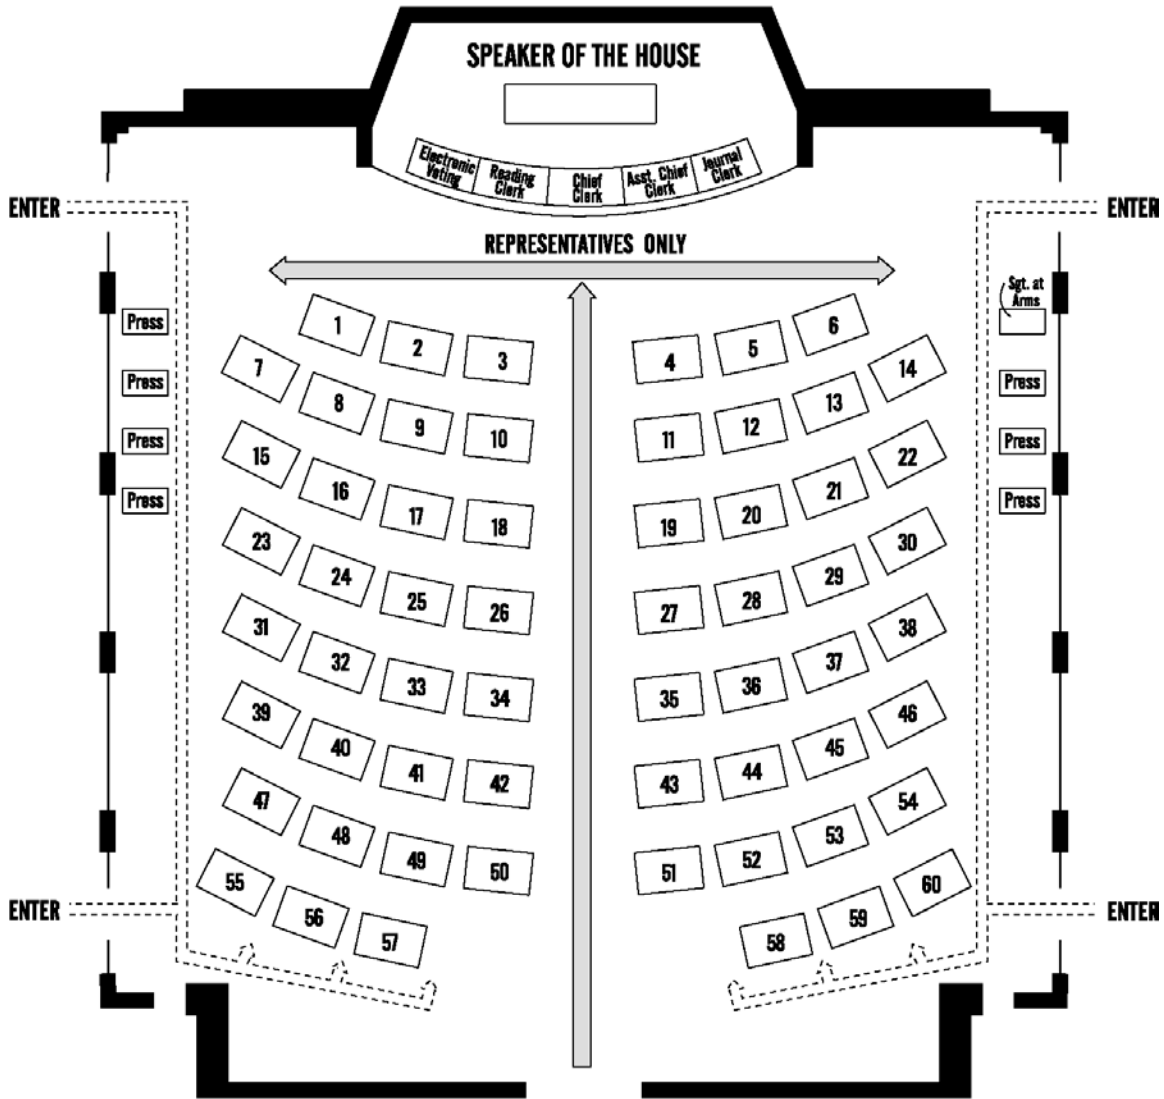 SPEAKER OF THE HOUSE
Electronic
Voting
Reading
Clerk
Chief
Clerk
Asst. Chief
Clerk
Journal
Clerk
ENTER
ENTER
REPRESENTATIVES ONLY
Sgt. at
Arms
Press
Press
Press
Press
Press
Press
Press
1
2
3
4
5
6
7
8
9
10
11
12
13
14
15
16
17
18
19
20
21
22
23
24
25
26
27
28
29
30
31
32
33
34
35
36
37
38
39
40
41
42
43
44
45
46
47
48
49
50
51
52
53
54
55
56
57
58
59
60
ENTER
ENTER